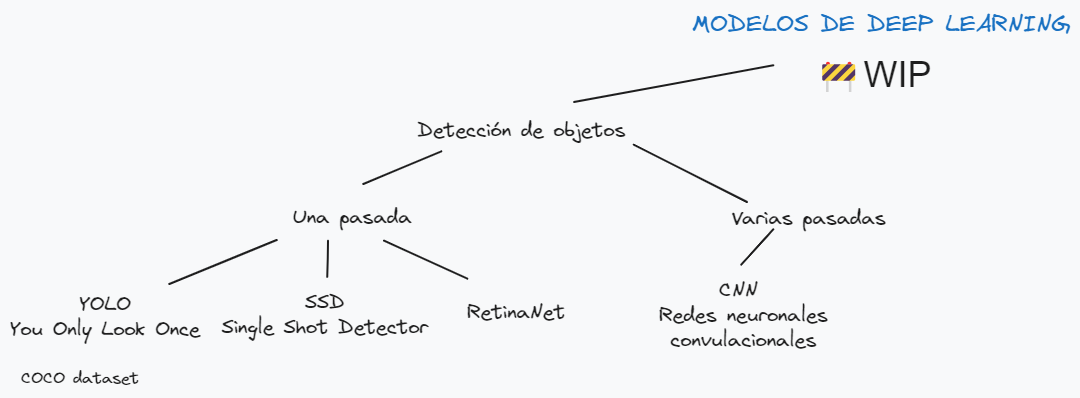 MODELOS DE DEEP LEARNING
🚧 WIP
Detección de objetos
Una pasada
Varias pasadas
YOLO
You Only Look Once
SSD
Single Shot Detector
RetinaNet
CNN
Redes neuronales
convulacionales
COCO dataset